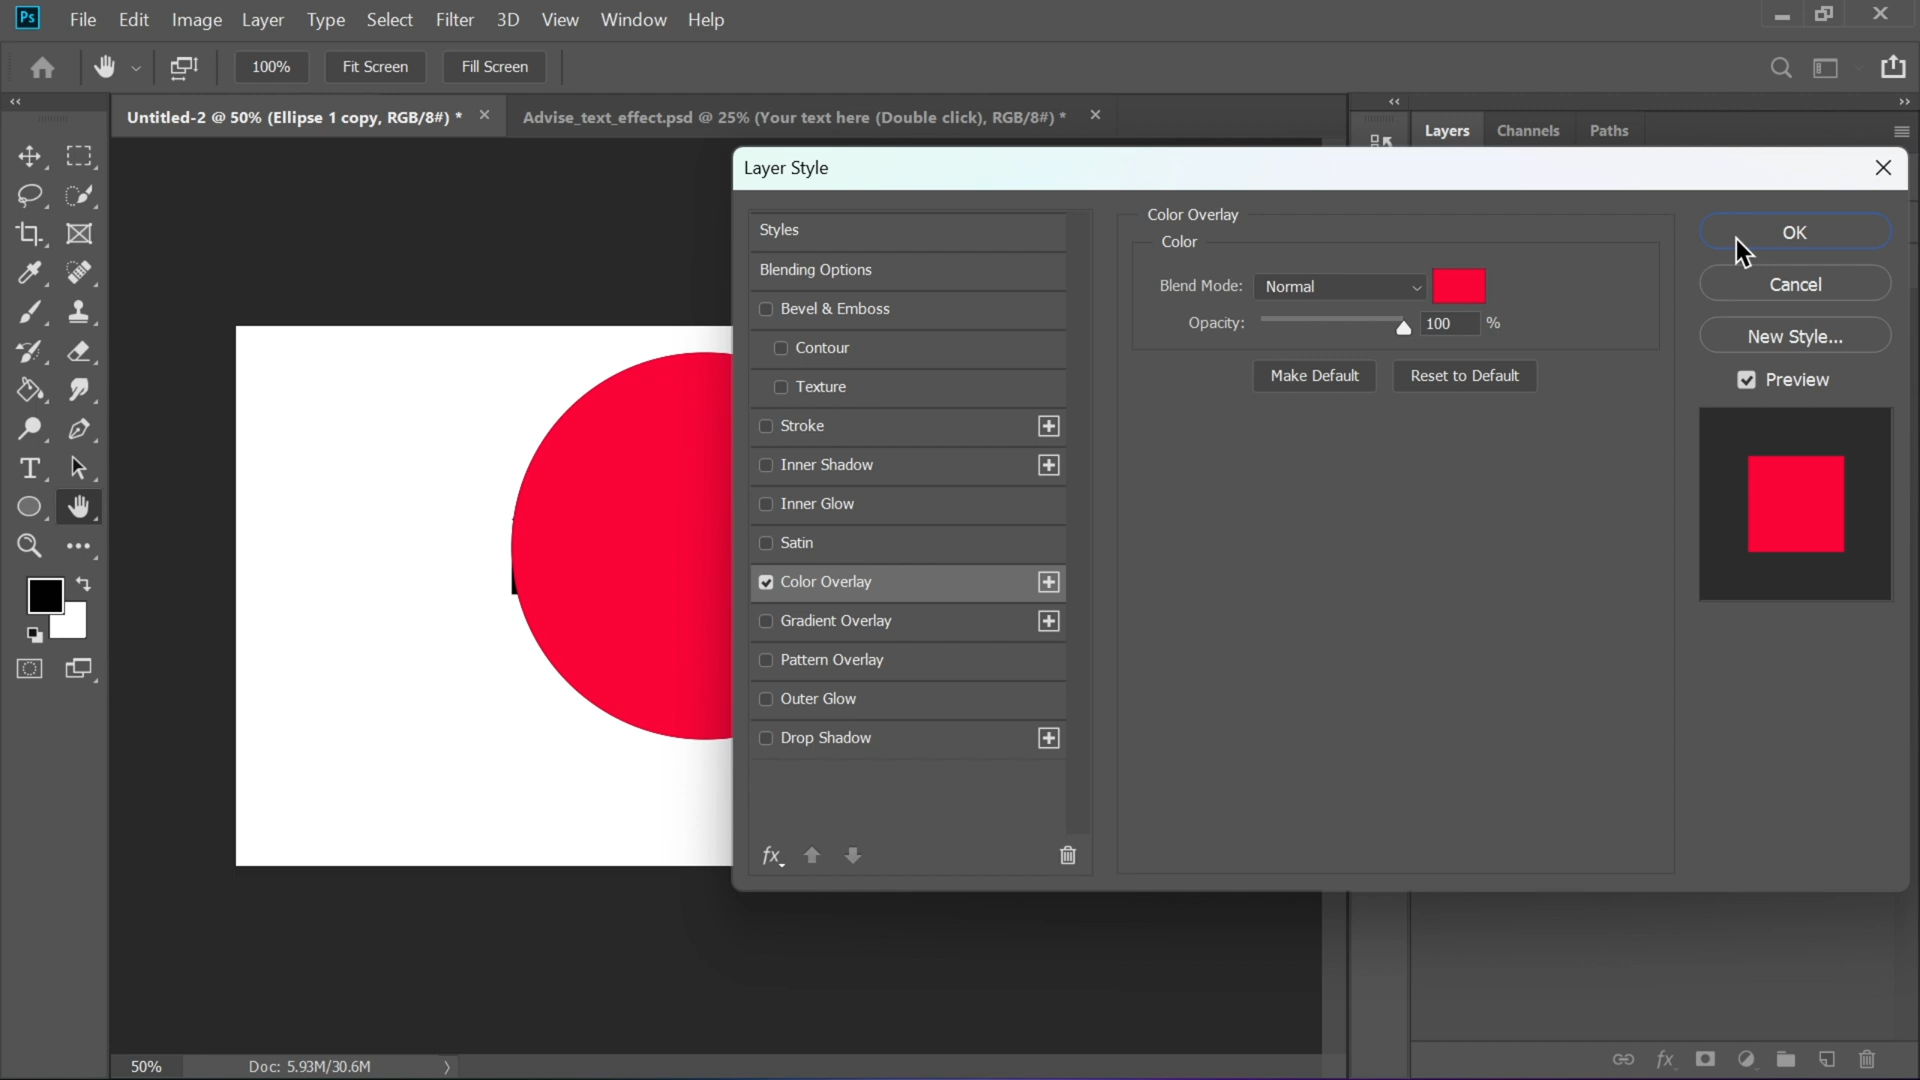 Ps File Edit Image Layer Type Select Filter 3D View Window Help
100% Fit Screen Fill Screen
Untitled-2 @ 50% (Ellipse 1 copy, RGB/8#) * Advise_text_effect.psd @ 25% (Your text here (Double click), RGB/8#) *
Layers Channels Paths
Layer Style
Styles
Blending Options
Bevel & Emboss
Contour
Texture
Stroke
Inner Shadow
Inner Glow
Satin
Color Overlay
Gradient Overlay
Pattern Overlay
Outer Glow
Drop Shadow
fx
Color Overlay
Color
Blend Mode: Normal
Opacity: 100 %
Make Default Reset to Default
OK
Cancel
New Style...
Preview
T
50% Doc: 5.93M/30.6M
fx